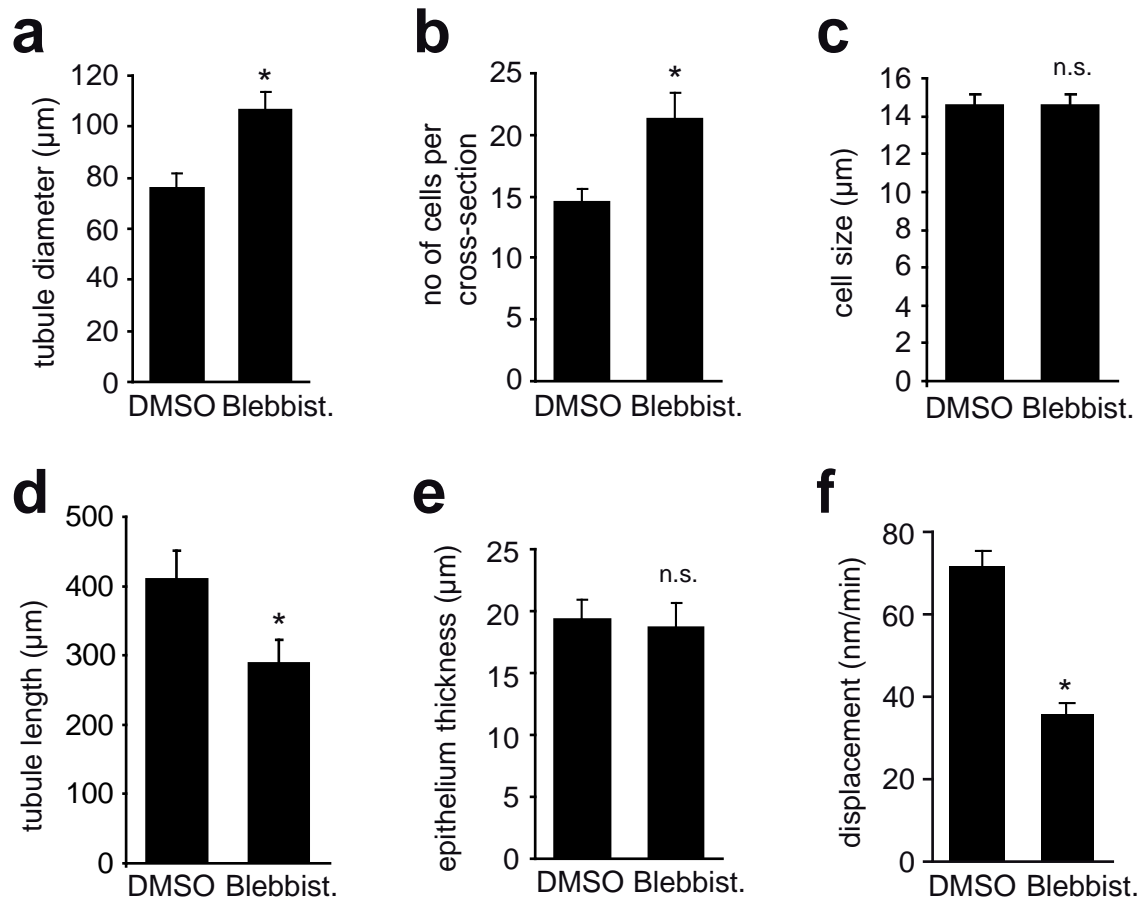 a
tubule diameter (µm)
120
100
80
60
40
20
0
*
DMSO Blebbist.
b
no of cells per
cross-section
25
20
15
10
5
0
*
DMSO Blebbist.
c
cell size (µm)
16
14
12
10
8
6
4
2
0
n.s.
DMSO Blebbist.
d
tubule length (µm)
500
400
300
200
100
0
*
DMSO Blebbist.
e
epithelium thickness (µm)
25
20
15
10
5
0
n.s.
DMSO Blebbist.
f
displacement (nm/min)
80
60
40
20
0
*
DMSO Blebbist.